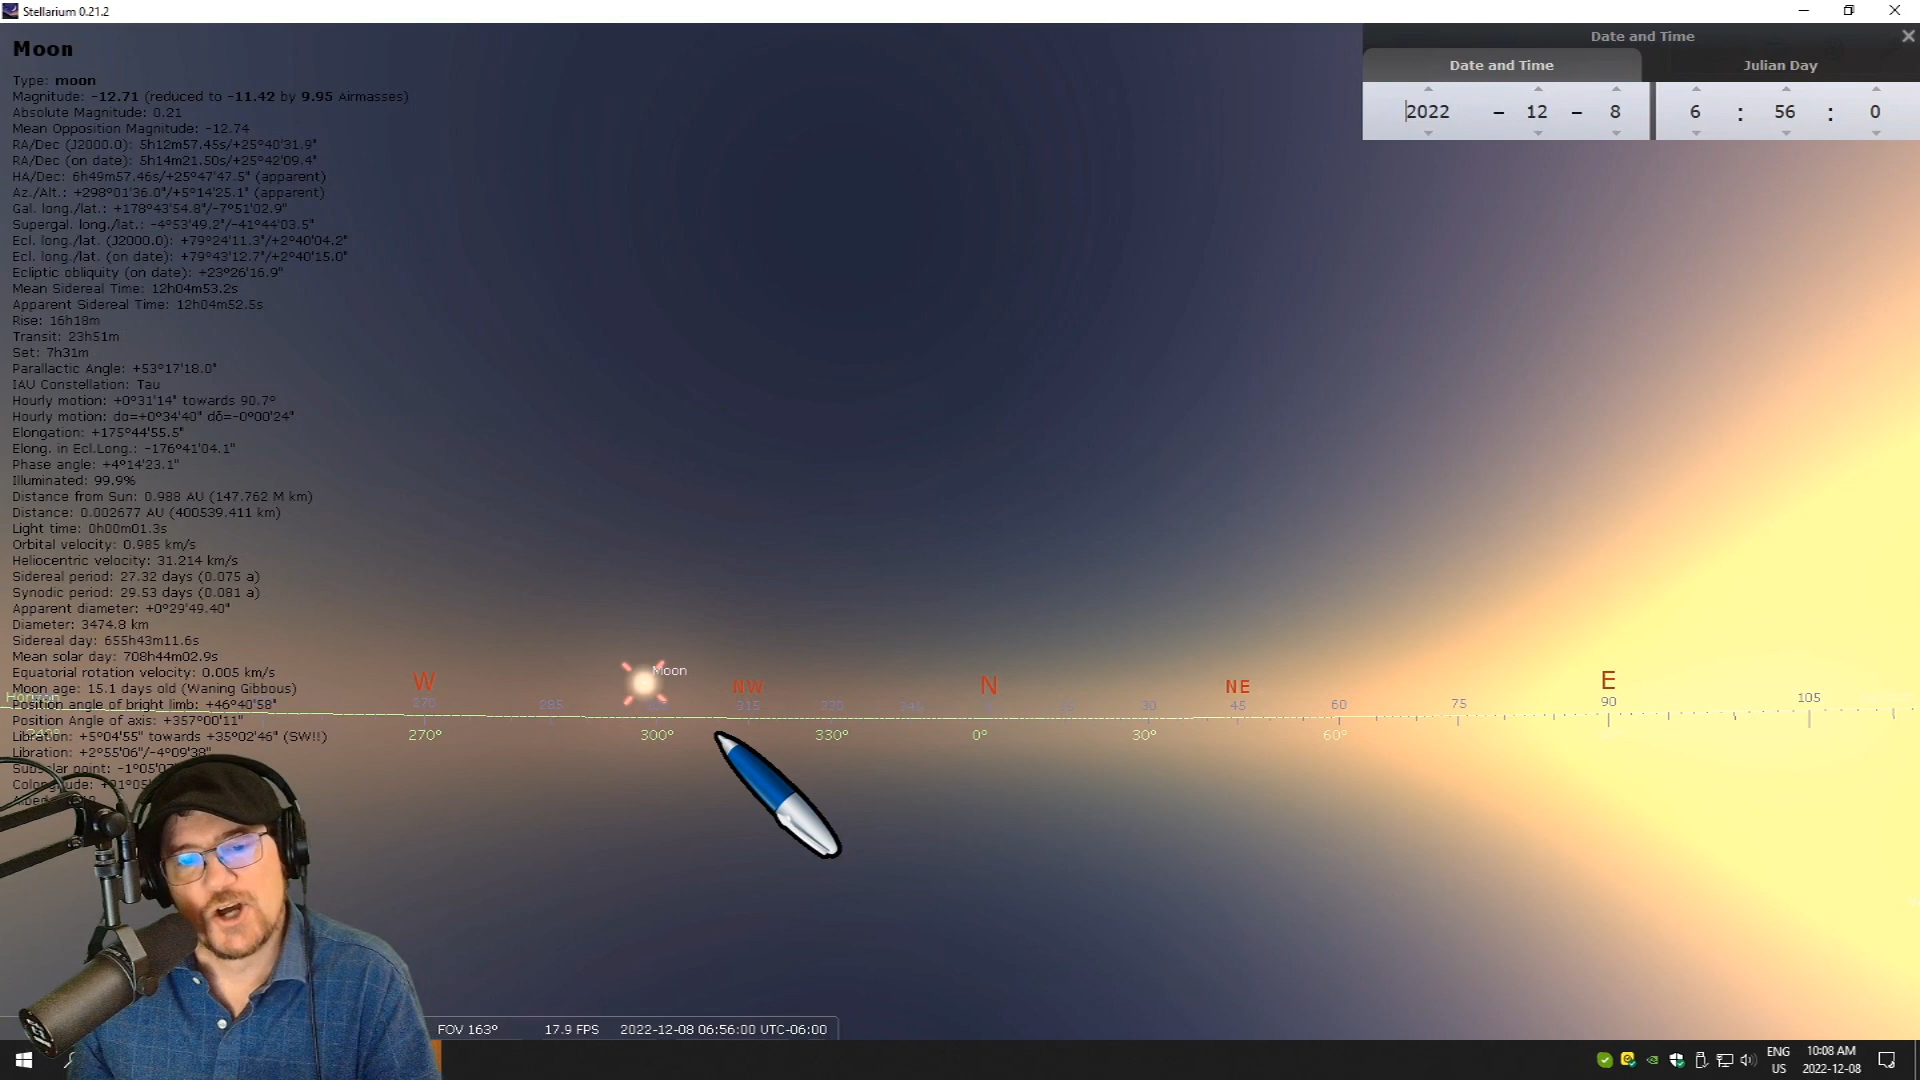 Stellarium 0.21.2
Moon
Type: moon
Magnitude: -12.71 (reduced to -11.42 by 9.95 Airmasses)
Absolute Magnitude: 0.21
Mean Opposition Magnitude: -12.74
RA/Dec (J2000.0): 5h12m57.45s/+25°40'31.9"
RA/Dec (on date): 5h14m21.50s/+25°42'09.4"
HA/Dec: 6h49m57.46s/+25°47'47.5" (apparent)
Az./Alt.: +298°01'36.0"/+5°14'25.1" (apparent)
Gal. long./lat.: +178°43'54.8"/-7°51'02.9"
Supergal. long./lat.: -4°53'49.2"/-41°44'03.5"
Ecl. long./lat. (J2000.0): +79°24'11.3"/+2°40'04.2"
Ecl. long./lat. (on date): +79°43'12.7"/+2°40'15.0"
Ecliptic obliquity (on date): +23°26'16.9"
Mean Sidereal Time: 12h04m53.2s
Apparent Sidereal Time: 12h04m52.5s
Rise: 16h18m
Transit: 23h51m
Set: 7h31m
Parallactic Angle: +53°17'18.0"
IAU Constellation: Tau
Hourly motion: +0°31'14" towards 90.7°
Hourly motion: dα=+0°34'40" dδ=-0°00'24"
Elongation: +175°44'55.5"
Elong. in Ecl.Long.: -176°41'04.1"
Phase angle: +4°14'23.1"
Illuminated: 99.9%
Distance from Sun: 0.988 AU (147.762 M km)
Distance: 0.002677 AU (400539.411 km)
Light time: 0h00m01.3s
Orbital velocity: 0.985 km/s
Heliocentric velocity: 31.214 km/s
Sidereal period: 27.32 days (0.075 a)
Synodic period: 29.53 days (0.081 a)
Apparent diameter: +0°29'49.40"
Diameter: 3474.8 km
Sidereal day: 655h43m11.6s
Mean solar day: 708h44m02.9s
Equatorial rotation velocity: 0.005 km/s
Moon age: 15.1 days old (Waning Gibbous)
Position angle of bright limb: +46°40'58"
Position Angle of axis: +357°00'11"
Libration: +5°04'55" towards +35°02'46" (SW!!)
Libration: +2°55'06"/-4°09'38"
Subsolar point: -1°05'07
Date and Time
Date and Time Julian Day
2022 - 12 - 8 6 : 56 : 0
Moon
W NW N NE E
270 285 315 330 345 15 30 45 60 75 90 105
270° 300° 330° 0° 30° 60°
FOV 163° 17.9 FPS 2022-12-08 06:56:00 UTC-06:00
ENG
US
10:08 AM
2022-12-08